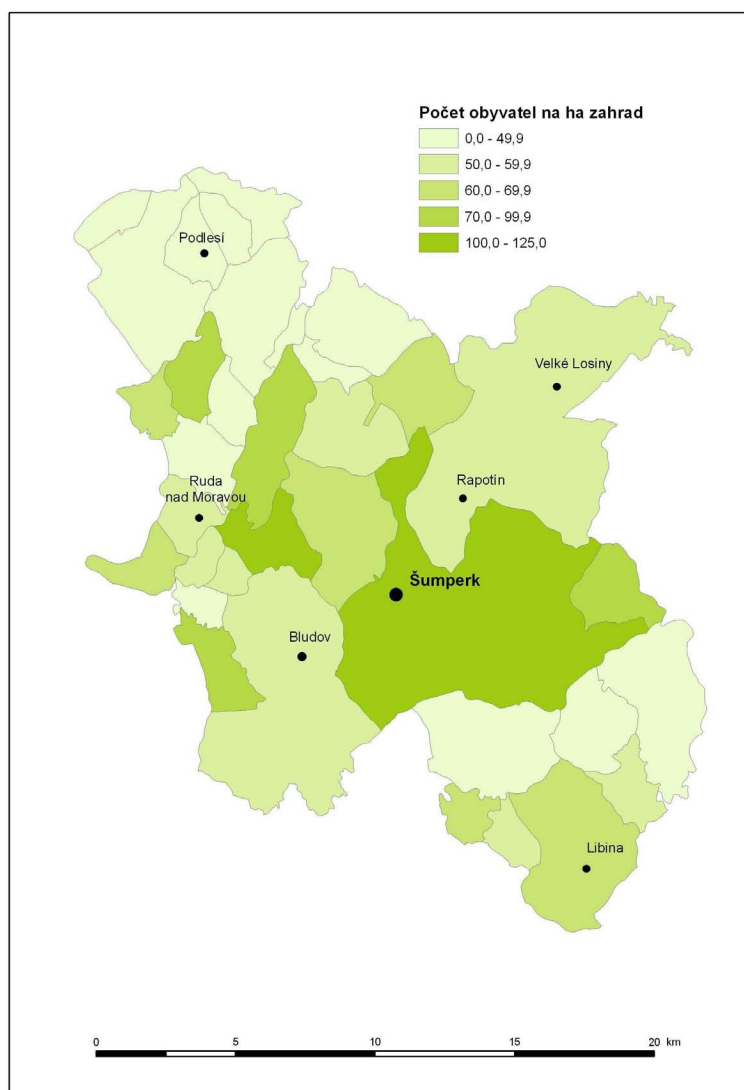 Počet obyvatel na ha zahrad
0,0 - 49,9
50,0 - 59,9
60,0 - 69,9
70,0 - 99,9
100,0 - 125,0
Podlesí
Velké Losiny
Ruda
nad Moravou
Rapotín
Šumperk
Bludov
Libina
0 5 10 15 20 km